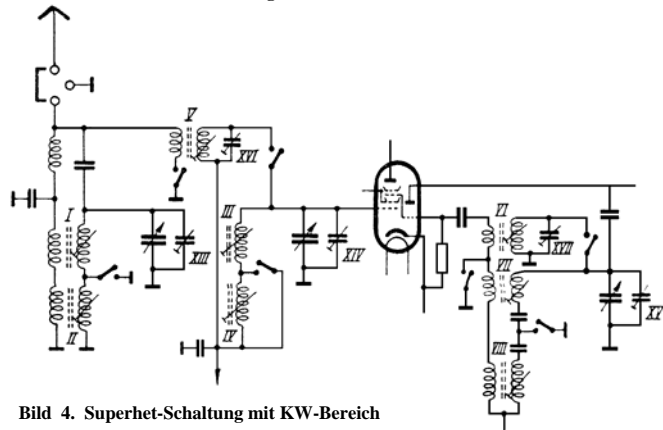 V
XVI
I
XIII
III
XIV
II
IV
VI
XVII
VII
XV
VIII
Bild 4. Superhet-Schaltung mit KW-Bereich